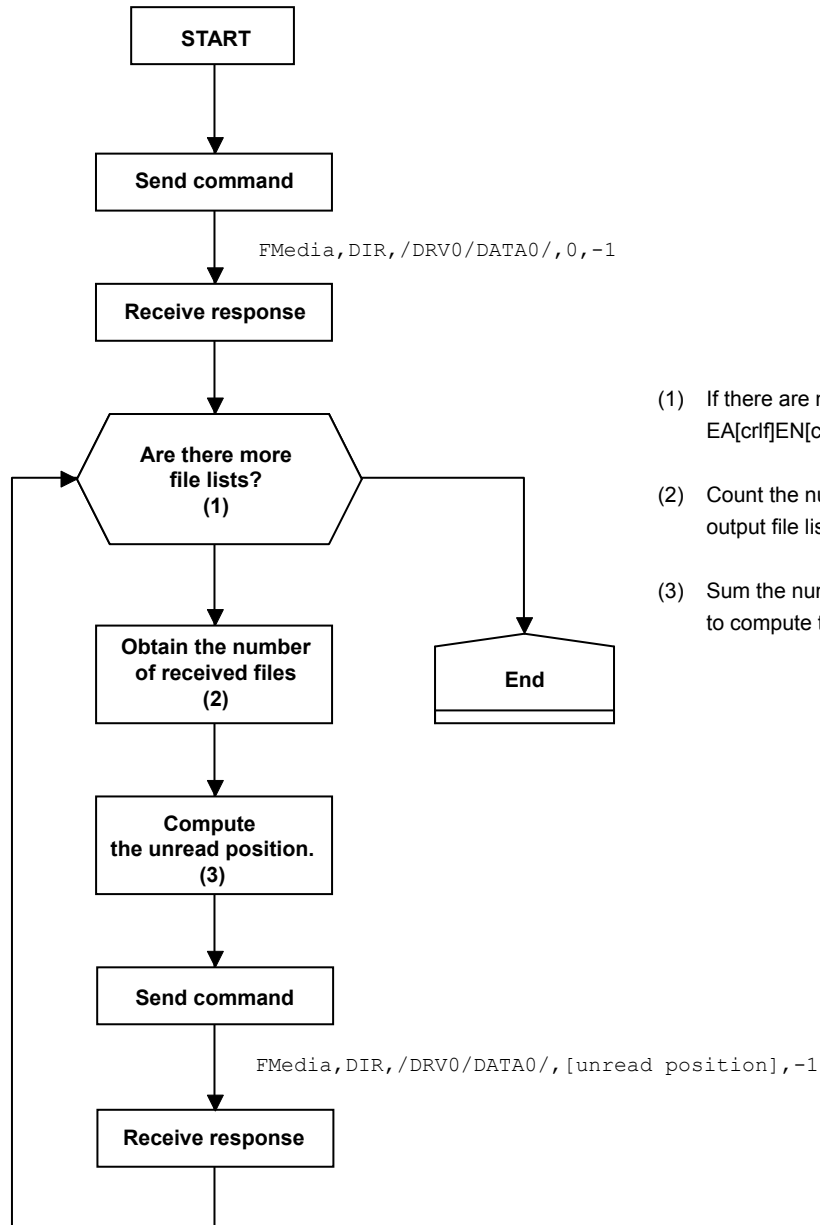 START
Send command
FMedia,DIR,/DRV0/DATA0/,0,-1
Receive response
Are there more
file lists?
(1)
Obtain the number
of received files
(2)
End
Compute
the unread position.
(3)
Send command
FMedia,DIR,/DRV0/DATA0/,[unread position],-1
Receive response
(1) If there are
EA[crlf]EN[c
(2) Count the
output file
(3) Sum the
to compute